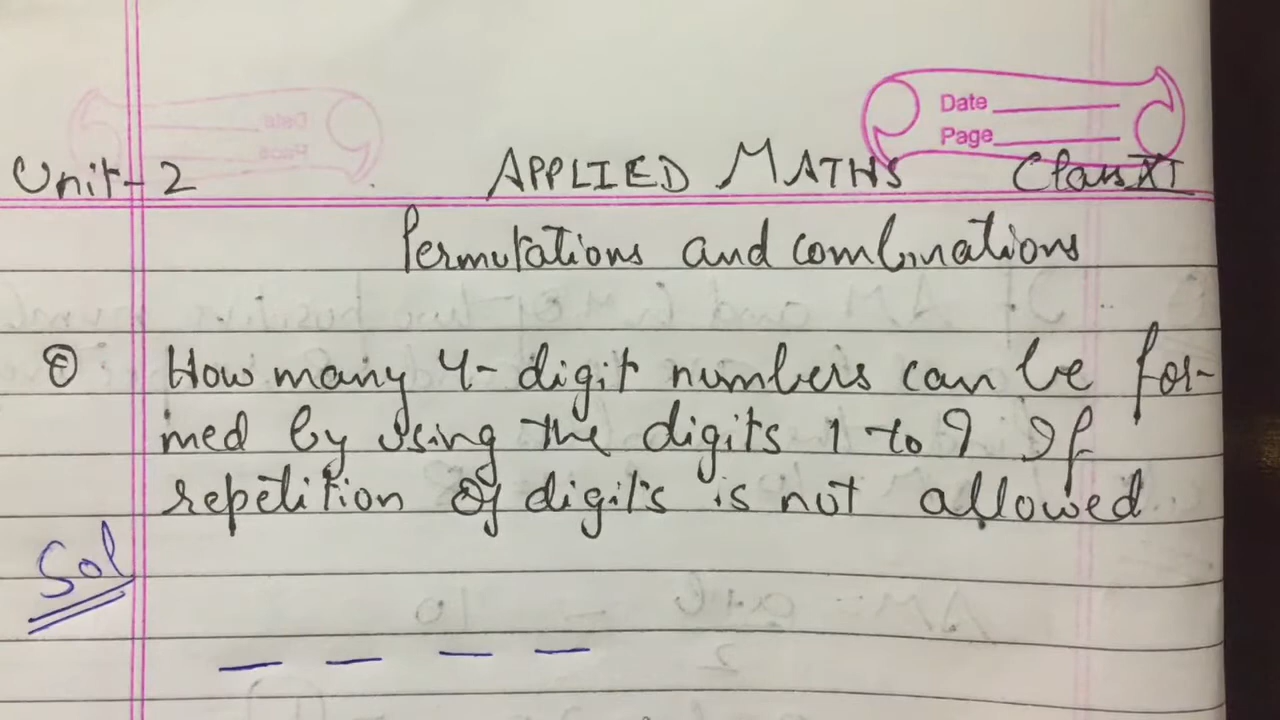 Date
Page
Unit-2 APPLIED MATHS Class XI
Permutations and combinations
Q How many 4-digit numbers can be for-
med by using the digits 1 to 9 If
repetition of digits is not allowed
Sol